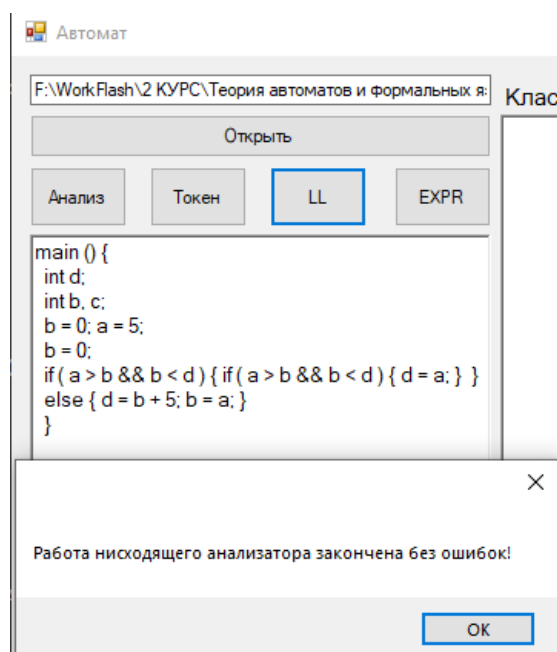 Автомат
F:\WorkFlash\2 КУРС\Теория автоматов и формальных я
Клас
Открыть
Анализ Токен LL EXPR
main () {
int d;
int b, c;
b = 0; a = 5;
b = 0;
if ( a > b && b < d ) { if ( a > b && b < d ) { d = a; } }
else { d = b + 5; b = a; }
}
Работа нисходящего анализатора закончена без ошибок!
OK